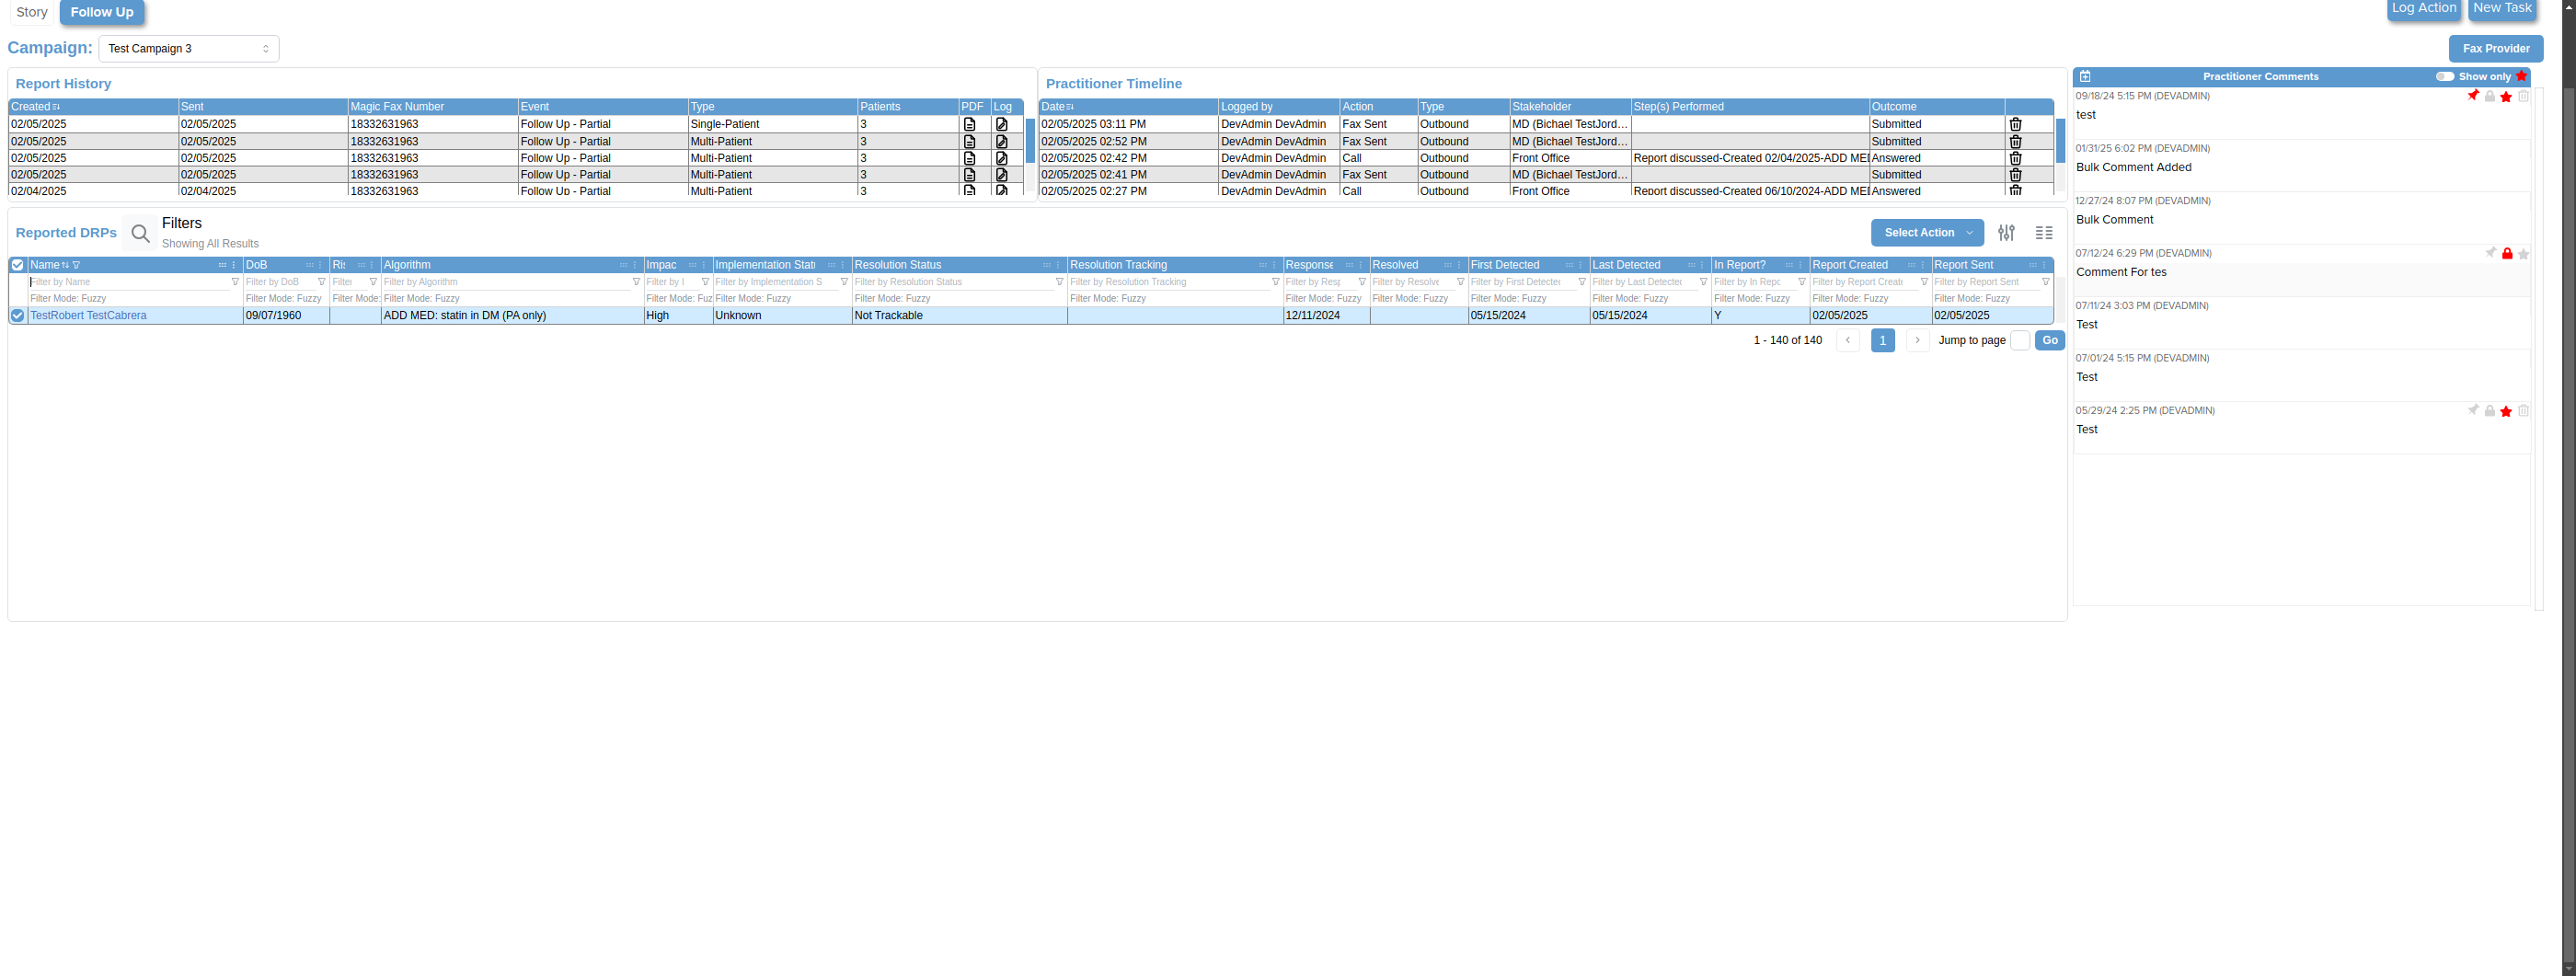 Story Follow Up Log Action New Task
Campaign: Test Campaign 3 Fax Provider
Report History
Created Sent Magic Fax Number Event Type Patients PDF Log
02/05/2025 02/05/2025 18332631963 Follow Up - Partial Single-Patient 3
02/05/2025 02/05/2025 18332631963 Follow Up - Partial Multi-Patient 3
02/05/2025 02/05/2025 18332631963 Follow Up - Partial Multi-Patient 3
02/05/2025 02/05/2025 18332631963 Follow Up - Partial Multi-Patient 3
02/04/2025 02/04/2025 18332631963 Follow Up - Partial Multi-Patient 3
Practitioner Timeline
Date Logged by Action Type Stakeholder Step(s) Performed Outcome
02/05/2025 03:11 PM DevAdmin DevAdmin Fax Sent Outbound MD (Bichael TestJord... Submitted
02/05/2025 02:52 PM DevAdmin DevAdmin Fax Sent Outbound MD (Bichael TestJord... Submitted
02/05/2025 02:42 PM DevAdmin DevAdmin Call Outbound Front Office Report discussed-Created 02/04/2025-ADD MEI Answered
02/05/2025 02:41 PM DevAdmin DevAdmin Fax Sent Outbound MD (Bichael TestJord... Submitted
02/05/2025 02:27 PM DevAdmin DevAdmin Call Outbound Front Office Report discussed-Created 06/10/2024-ADD MEI Answered
Practitioner Comments Show only
09/18/24 5:15 PM (DEVADMIN)
test
01/31/25 6:02 PM (DEVADMIN)
Bulk Comment Added
12/27/24 8:07 PM (DEVADMIN)
Bulk Comment
07/12/24 6:29 PM (DEVADMIN)
Comment For tes
07/11/24 3:03 PM (DEVADMIN)
Test
07/01/24 5:15 PM (DEVADMIN)
Test
05/29/24 2:25 PM (DEVADMIN)
Test
Reported DRPs Filters
Showing All Results
Select Action
Name DoB Ris Algorithm Impac Implementation Stat Resolution Status Resolution Tracking Response Resolved First Detected Last Detected In Report? Report Created Report Sent
Filter by Name Filter by DoB Filter Filter by Algorithm Filter by I Filter by Implementation S Filter by Resolution Status Filter by Resolution Tracking Filter by Resp Filter by Resolve Filter by First Detected Filter by Last Detected Filter by In Repc Filter by Report Create Filter by Report Sent
Filter Mode: Fuzzy Filter Mode: Fuzzy Filter Mode: Filter Mode: Fuzzy Filter Mode: Fuz Filter Mode: Fuzzy Filter Mode: Fuzzy Filter Mode: Fuzzy Filter Mode: Fuzzy Filter Mode: Fuzzy Filter Mode: Fuzzy Filter Mode: Fuzzy Filter Mode: Fuzzy Filter Mode: Fuzzy Filter Mode: Fuzzy
TestRobert TestCabrera 09/07/1960 ADD MED: statin in DM (PA only) High Unknown Not Trackable 12/11/2024 05/15/2024 05/15/2024 Y 02/05/2025 02/05/2025
1 - 140 of 140 1 Jump to page Go